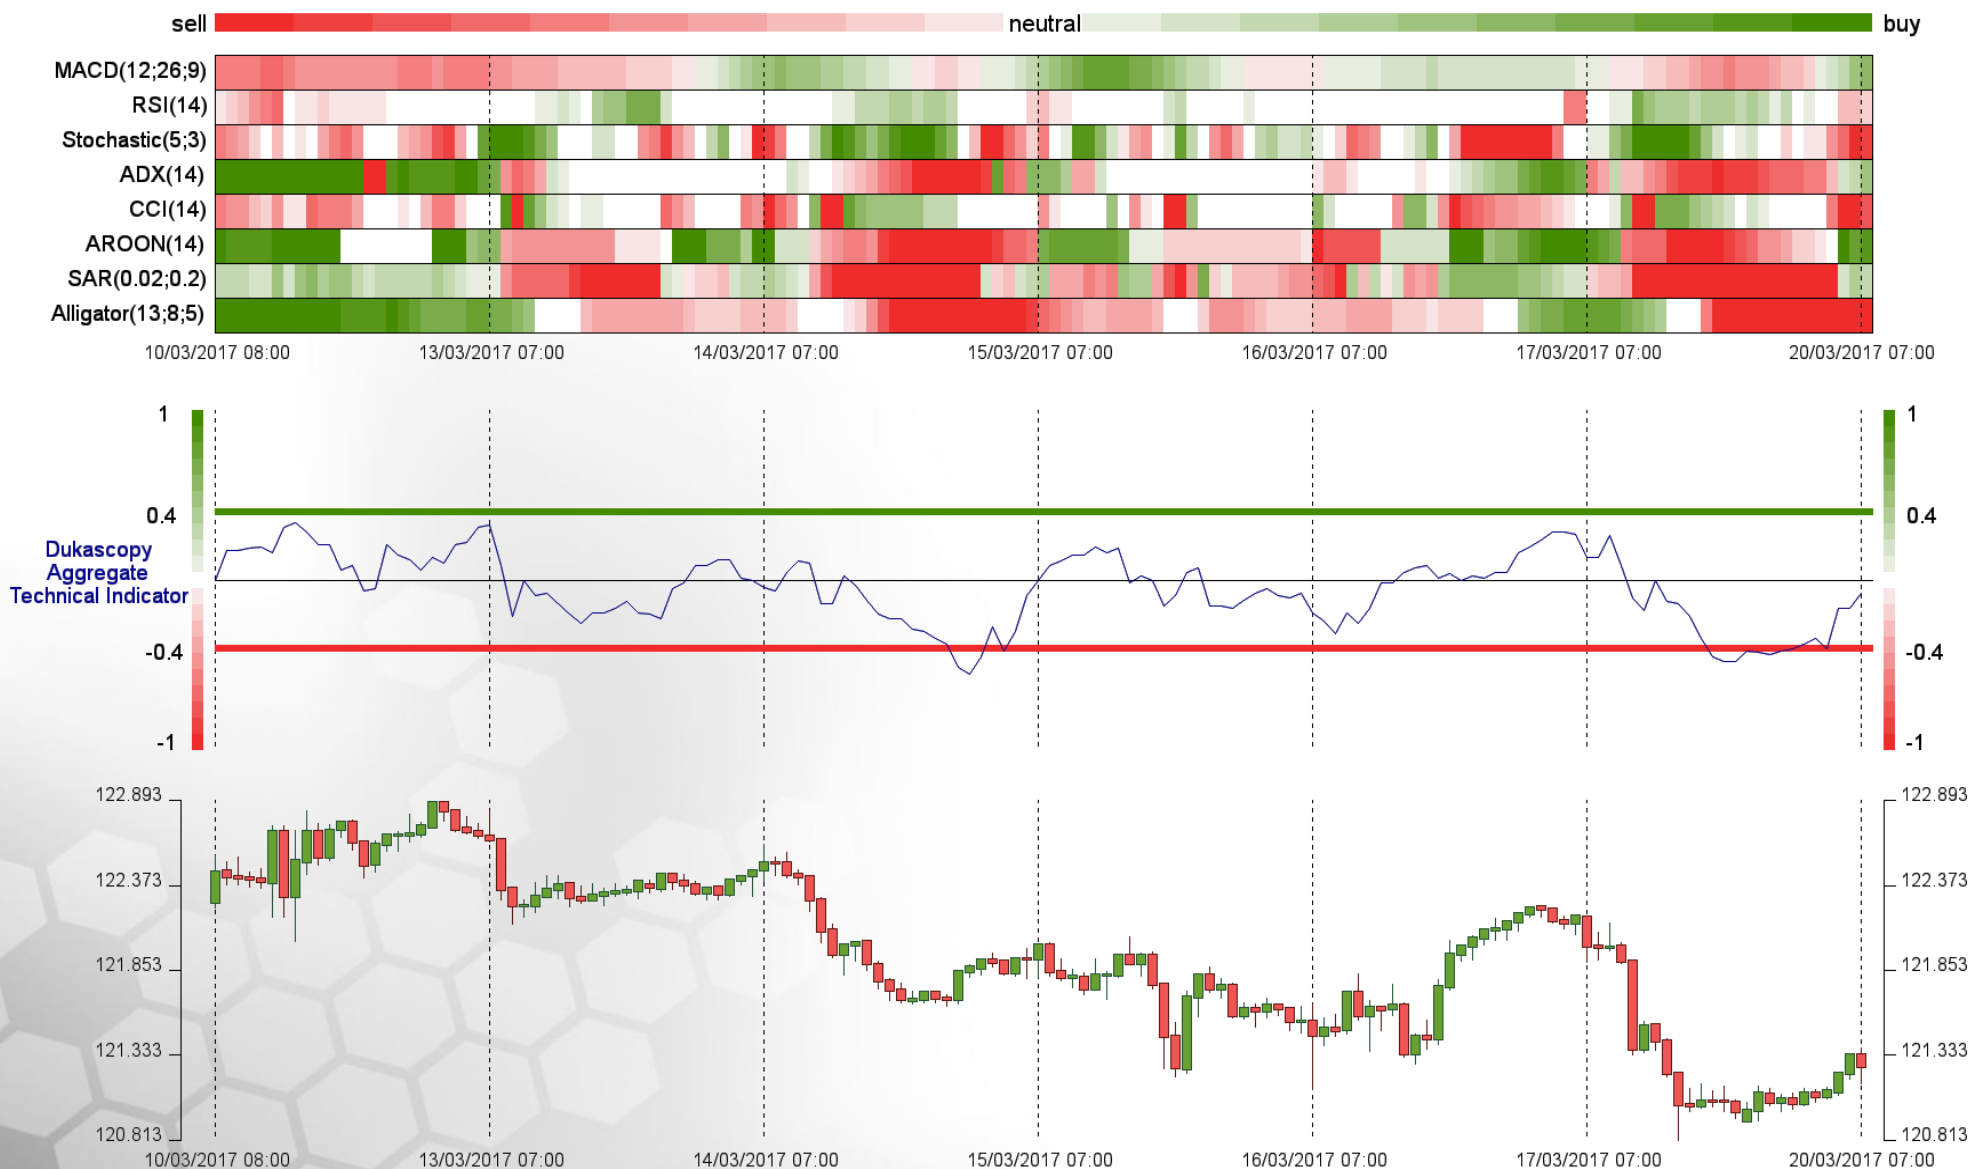 sell neutral buy
MACD(12;26;9)
RSI(14)
Stochastic(5;3)
ADX(14)
CCI(14)
AROON(14)
SAR(0.02;0.2)
Alligator(13;8;5)
10/03/2017 08:00 13/03/2017 07:00 14/03/2017 07:00 15/03/2017 07:00 16/03/2017 07:00 17/03/2017 07:00 20/03/2017 07:00
1 1
0.4 0.4
Dukascopy
Aggregate
Technical Indicator
-0.4 -0.4
-1 -1
122.893 122.893
122.373 122.373
121.853 121.853
121.333 121.333
120.813 120.813
10/03/2017 08:00 13/03/2017 07:00 14/03/2017 07:00 15/03/2017 07:00 16/03/2017 07:00 17/03/2017 07:00 20/03/2017 07:00